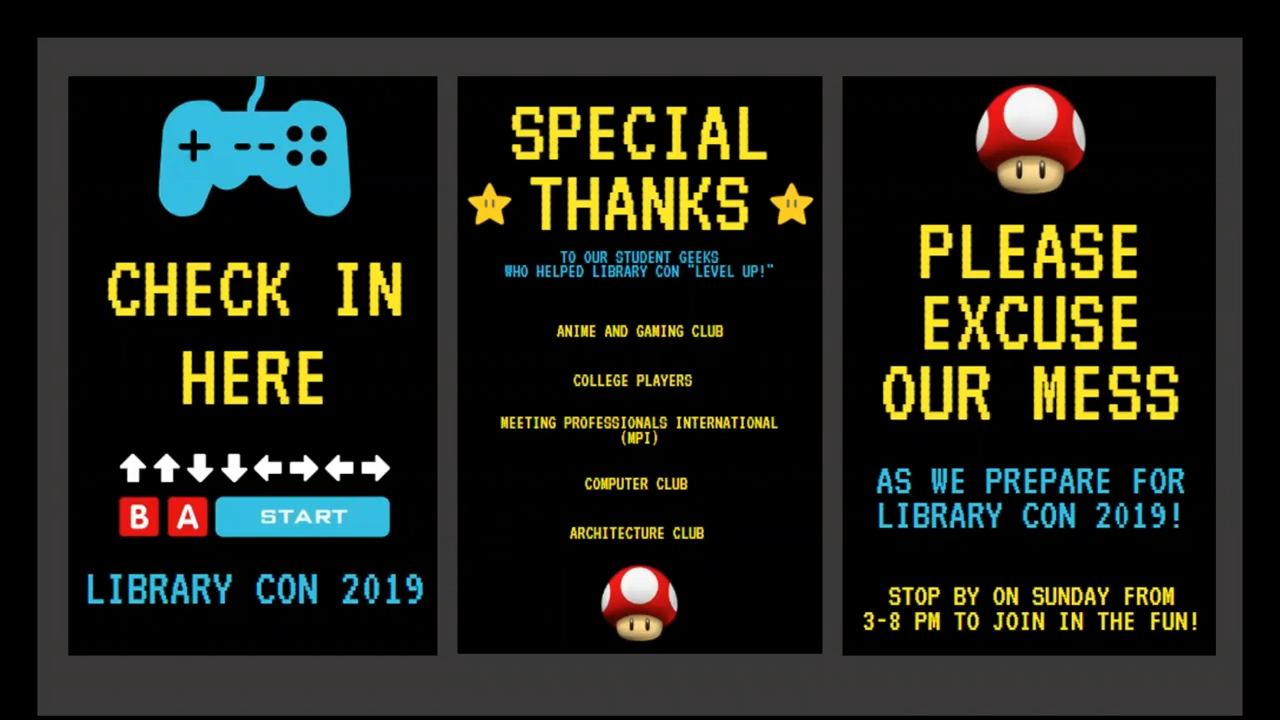 CHECK IN
HERE
B A START
LIBRARY CON 2019
SPECIAL
THANKS
TO OUR STUDENT GEEKS
WHO HELPED LIBRARY CON "LEVEL UP!"
ANIME AND GAMING CLUB
COLLEGE PLAYERS
MEETING PROFESSIONALS INTERNATIONAL
(MPI)
COMPUTER CLUB
ARCHITECTURE CLUB
PLEASE
EXCUSE
OUR MESS
AS WE PREPARE FOR
LIBRARY CON 2019!
STOP BY ON SUNDAY FROM
3-8 PM TO JOIN IN THE FUN!